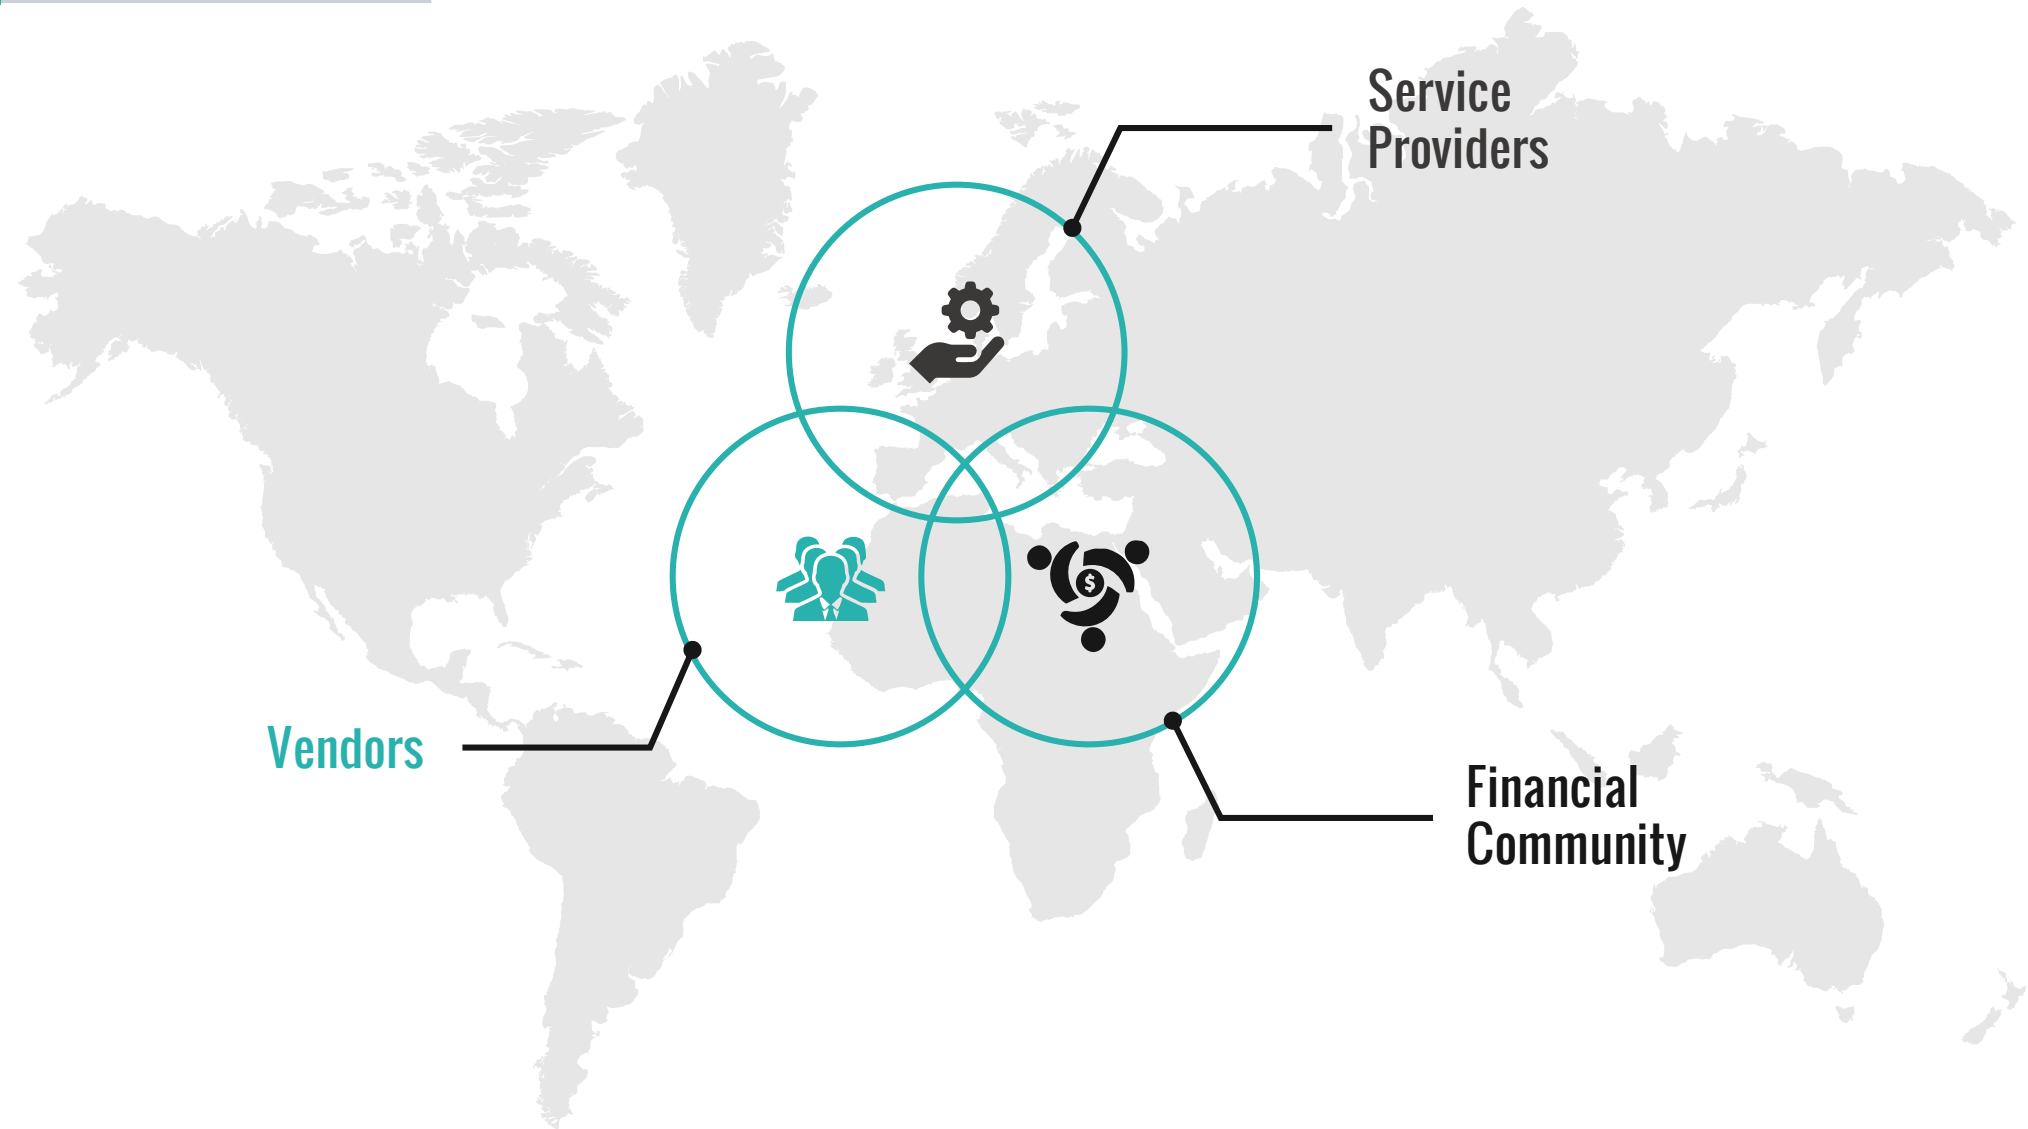 Service
Providers
$
Vendors
Financial
Community